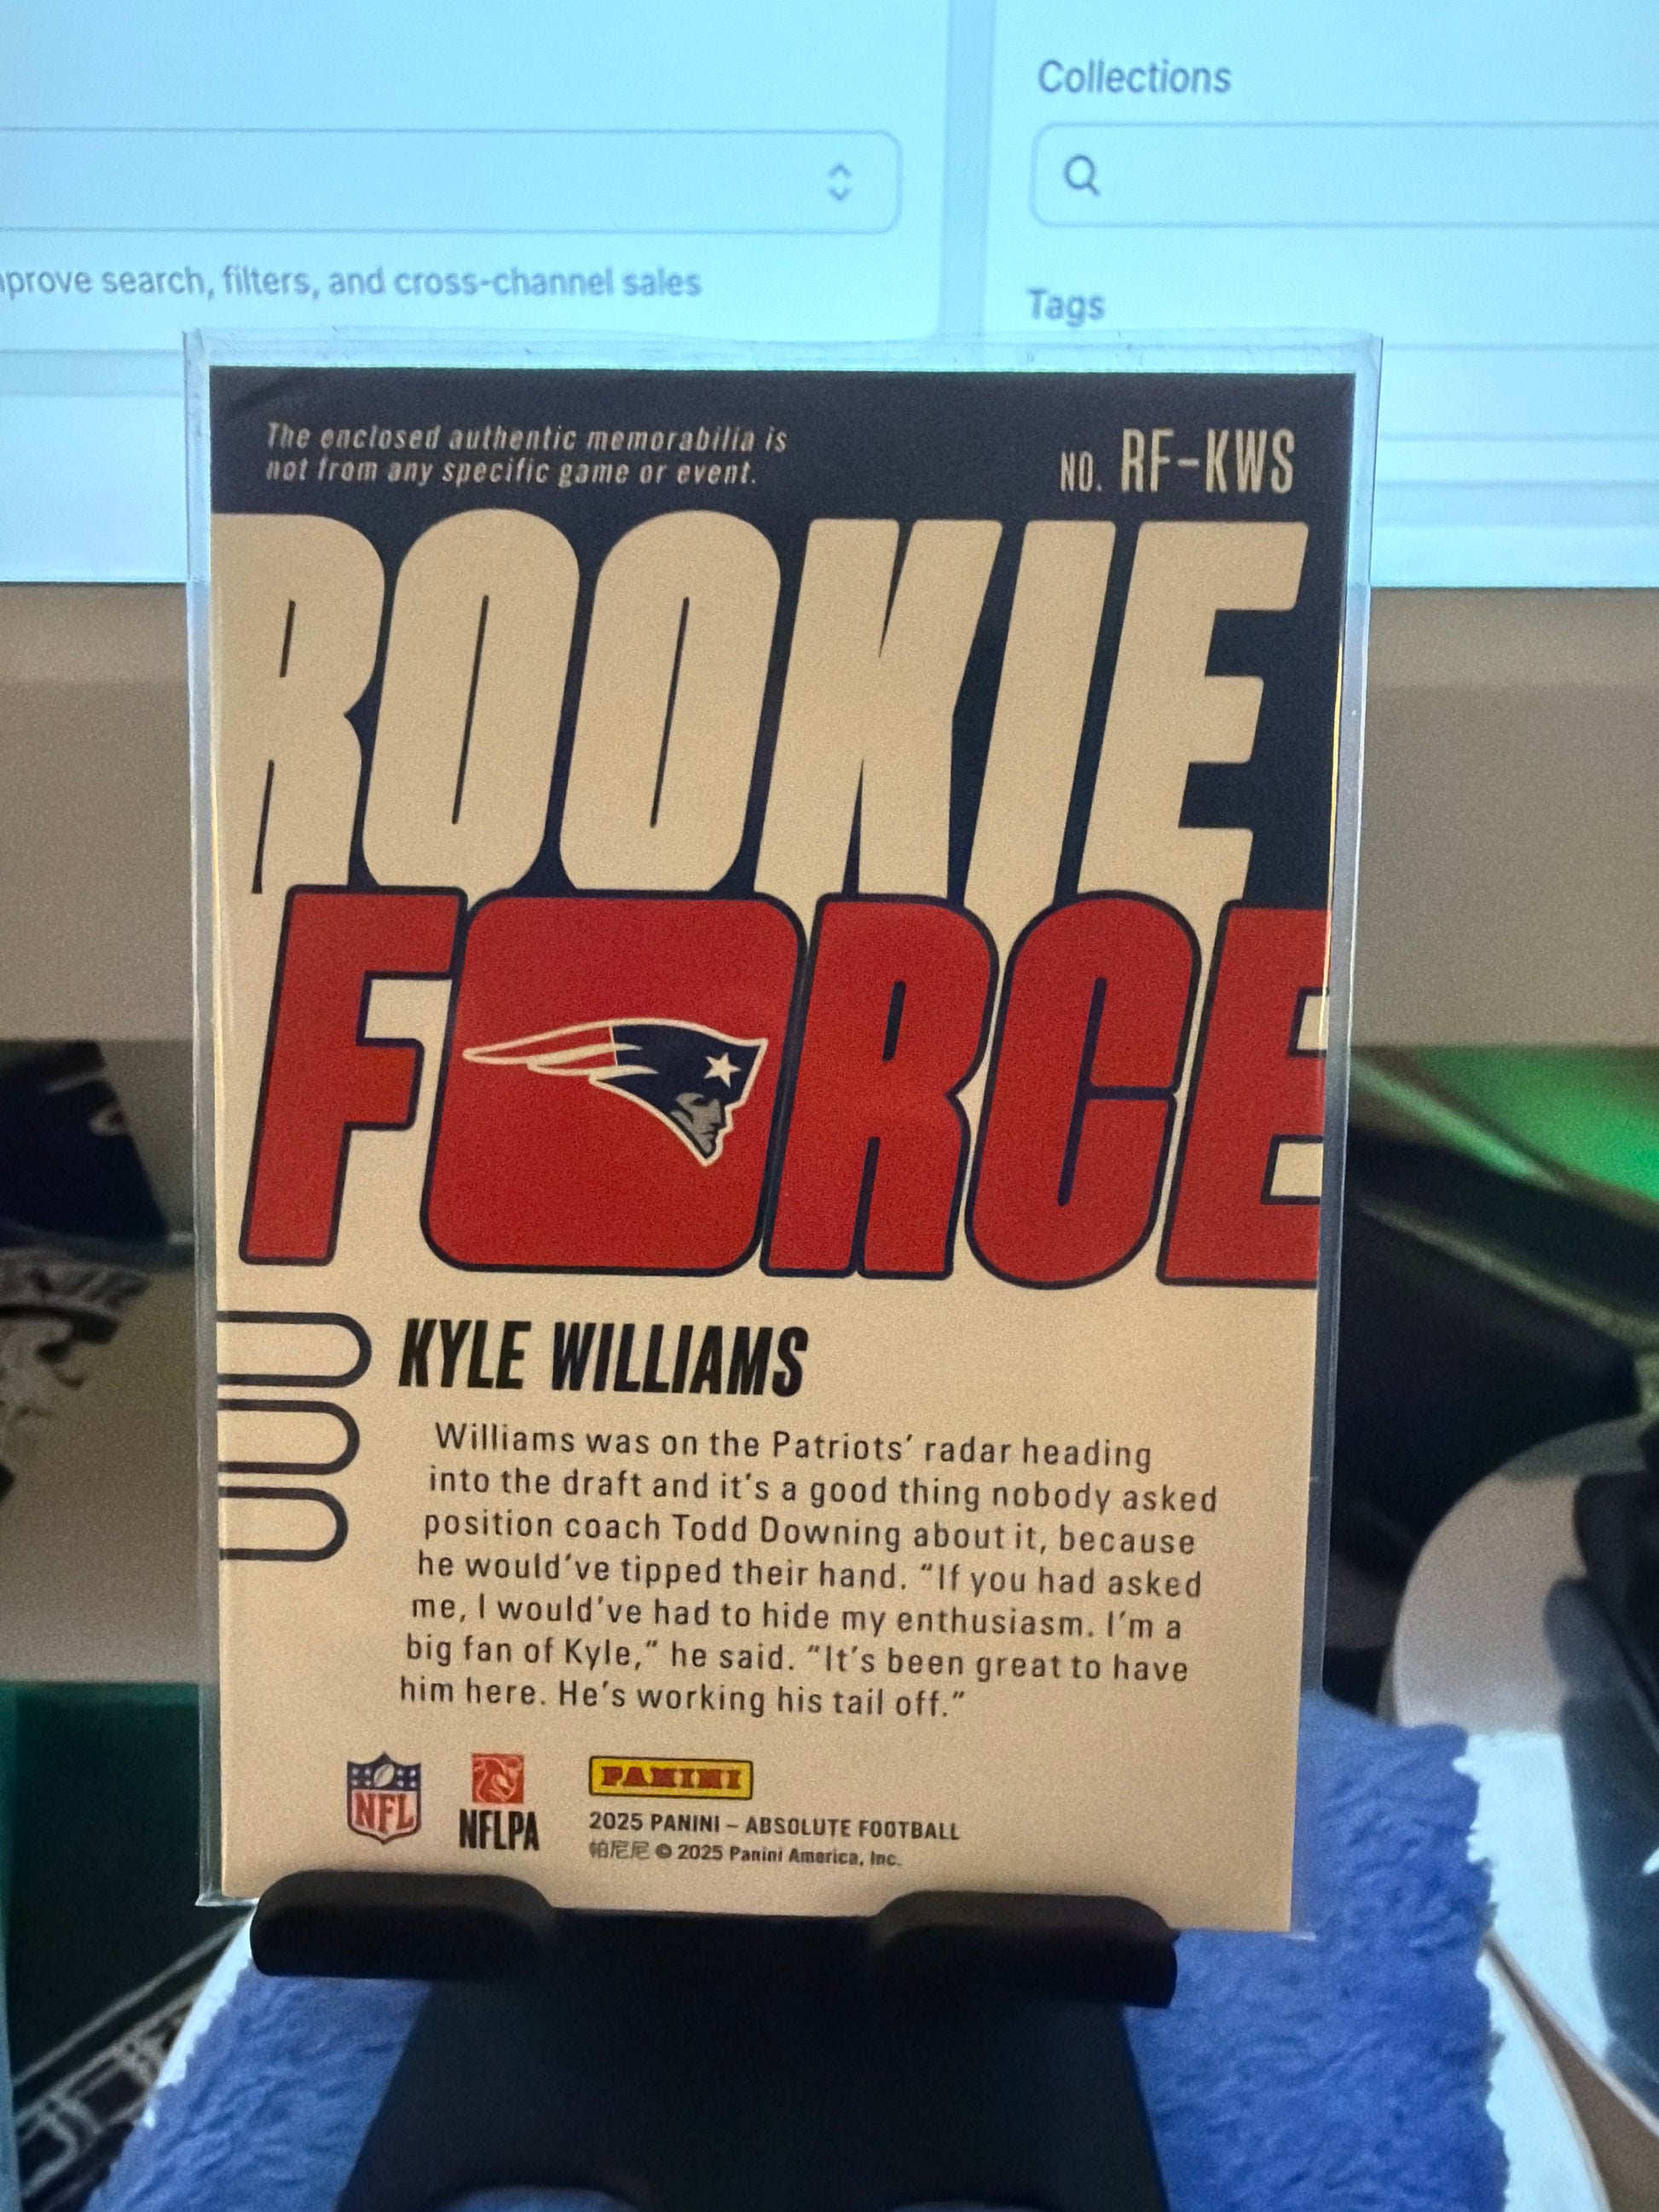 Collections
prove search, filters, and cross-channel sales
Tags
The enclosed authentic memorabilia is
not from any specific game or event.
NO. RF-KWS
ROOKIE
FORCE
KYLE WILLIAMS
Williams was on the Patriots' radar heading
into the draft and it's a good thing nobody asked
position coach Todd Downing about it, because
he would've tipped their hand. "If you had asked
me, I would've had to hide my enthusiasm. I'm a
big fan of Kyle," he said. "It's been great to have
him here. He's working his tail off."
NFL
NFLPA
PANINI
2025 PANINI – ABSOLUTE FOOTBALL
帕尼尼 © 2025 Panini America, Inc.